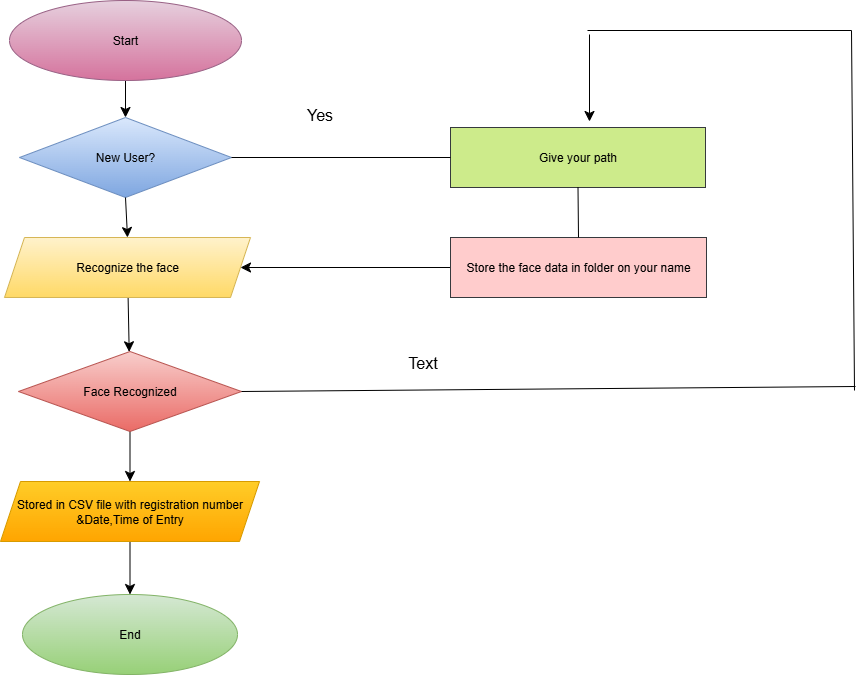 Start
Yes
New User?
Give your path
Recognize the face
Store the face data in folder on your name
Text
Face Recognized
Stored in CSV file with registration number
&Date,Time of Entry
End